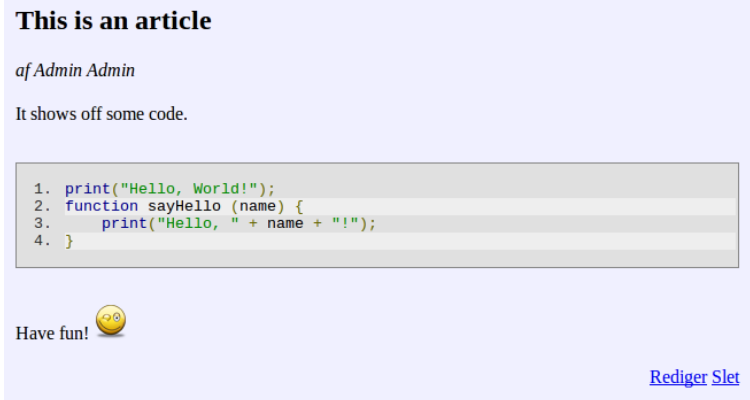 This is an article
af Admin Admin
It shows off some code.
1. print("Hello, World!");
2. function sayHello (name) {
3.     print("Hello, " + name + "!");
4. }
Have fun!
Rediger Slet